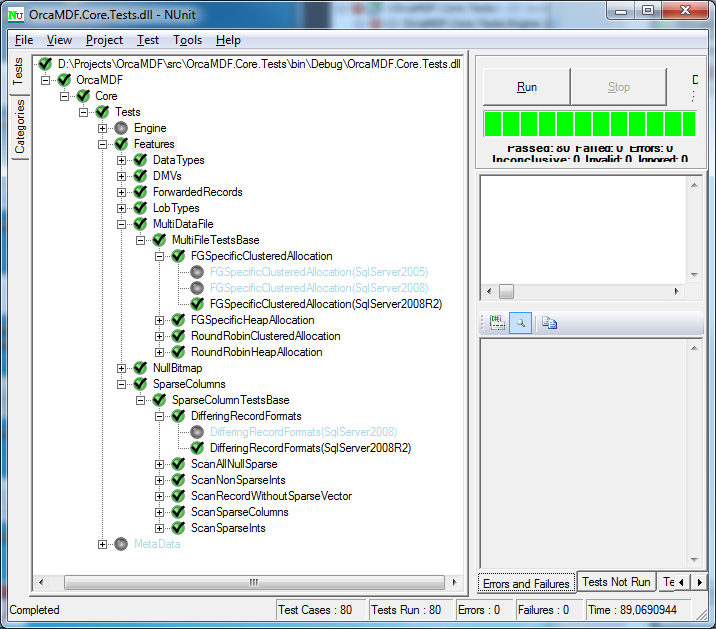 OrcaMDF.Core.Tests.dll - NUnit
File View Project Test Tools Help
Tests
Categories
D:\Projects\OrcaMDF\src\OrcaMDF.Core.Tests\bin\Debug\OrcaMDF.Core.Tests.dll
OrcaMDF
Core
Tests
Engine
Features
DataTypes
DMVs
ForwardedRecords
LobTypes
MultiDataFile
MultiFileTestsBase
FGSpecificClusteredAllocation
FGSpecificClusteredAllocation(SqlServer2005)
FGSpecificClusteredAllocation(SqlServer2008)
FGSpecificClusteredAllocation(SqlServer2008R2)
FGSpecificHeapAllocation
RoundRobinClusteredAllocation
RoundRobinHeapAllocation
NullBitmap
SparseColumns
SparseColumnTestsBase
DifferingRecordFormats
DifferingRecordFormats(SqlServer2008)
DifferingRecordFormats(SqlServer2008R2)
ScanAllNullSparse
ScanNonSparseInts
ScanRecordWithoutSparseVector
ScanSparseColumns
ScanSparseInts
MetaData
Run Stop D
Passed: 80 Failed: 0 Errors: 0
Inconclusive: 0 Invalid: 0 Ignored: 0
Errors and Failures Tests Not Run Te
Completed Test Cases : 80 Tests Run : 80 Errors : 0 Failures : 0 Time : 89,0690944